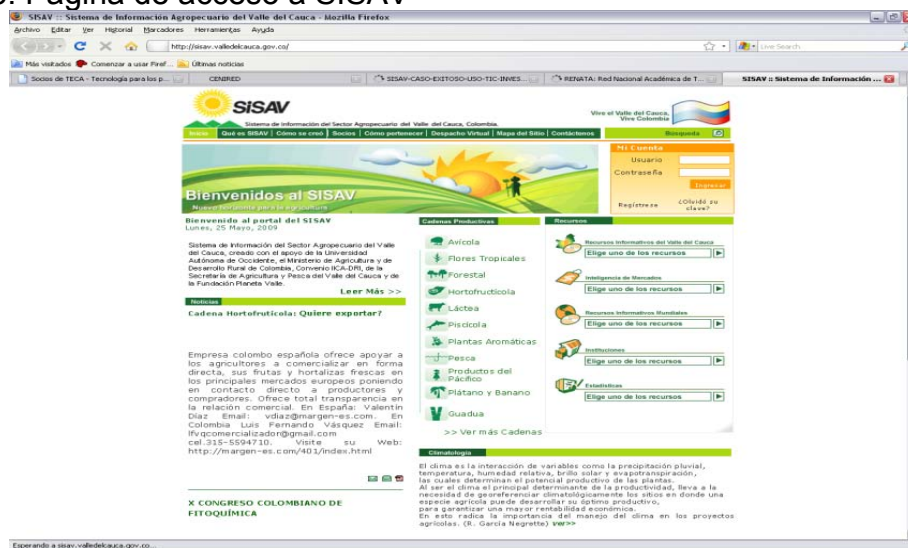 Página de acceso a SISAV
SISAV :: Sistema de Información Agropecuario del Valle del Cauca - Mozilla Firefox
Archivo Editar Ver Historial Marcadores Herramientas Ayuda
http://sisav.valledelcauca.gov.co/
Live Search
Más visitados Comenzar a usar Firef... Últimas noticias
Socios de TECA - Tecnología para los p...
CENIRED
SISAV-CASO-EXITOSO-USO-TIC-INVES...
RENATA: Red Nacional Académica de T...
SISAV :: Sistema de Información ...
SiSAV
Sistema de Información del Sector Agropecuario del Valle del Cauca, Colombia.
Vive el Valle del Cauca,
Vive Colombia
Inicio | Qué es SISAV | Cómo se creó | Socios | Cómo pertenecer | Despacho Virtual | Mapa del Sitio | Contáctenos
Búsqueda
Mi Cuenta
Usuario
Contraseña
Ingresar
Regístrese
¿Olvidó su
clave?
Bienvenidos al SISAV
Bienvenido al portal del SISAV
Lunes, 25 Mayo, 2009
Sistema de Información del Sector Agropecuario del Valle
del Cauca, creado con el apoyo de la Universidad
Autónoma de Occidente, el Ministerio de Agricultura y de
Desarrollo Rural de Colombia, Convenio IICA-DRI, de la
Secretaría de Agricultura y Pesca del Valle del Cauca y de
la Fundación Planeta Valle.
Leer Más >>
Noticias
Cadena Hortofrutícola: Quiere exportar?
Empresa colombo española ofrece apoyar a
los agricultores a comercializar en forma
directa, sus frutas y hortalizas frescas en
los principales mercados europeos poniendo
en contacto directo a productores y
compradores. Ofrece total transparencia en
la relación comercial. En España: Valentin
Díaz Email: vdiaz@margen-es.com. En
Colombia Luis Fernando Vásquez Email:
lfvqcomercializador@gmail.com
cel.315-5594710. Visite su Web:
http://margen-es.com/401/index.html
X CONGRESO COLOMBIANO DE
FITOQUÍMICA
Cadenas Productivas
Avícola
Flores Tropicales
Forestal
Hortofructícola
Láctea
Piscícola
Plantas Aromáticas
Pesca
Productos del
Pácifico
Plátano y Banano
Guadua
>> Ver más Cadenas
Recursos
Recursos Informativos del Valle del Cauca
Elige uno de los recursos
Inteligencia de Mercados
Elige uno de los recursos
Recursos Informativos Mundiales
Elige uno de los recursos
Instituciones
Elige uno de los recursos
Estadísticas
Elige uno de los recursos
Climatología
El clima es la interacción de variables como la precipitación pluvial,
temperatura, humedad relativa, brillo solar y evapotranspiración,
las cuales determinan el potencial productivo de las plantas.
Al ser el clima el principal determinante de la productividad, lleva a la
necesidad de georeferenciar climatológicamente los sitios en donde una
especie agrícola puede desarrollar su óptimo productivo,
para garantizar una mayor rentabilidad económica.
En esto radica la importancia del manejo del clima en los proyectos
agrícolas. (R. García Negrette) ver>>
Esperando a sisav.valledelcauca.gov.co...